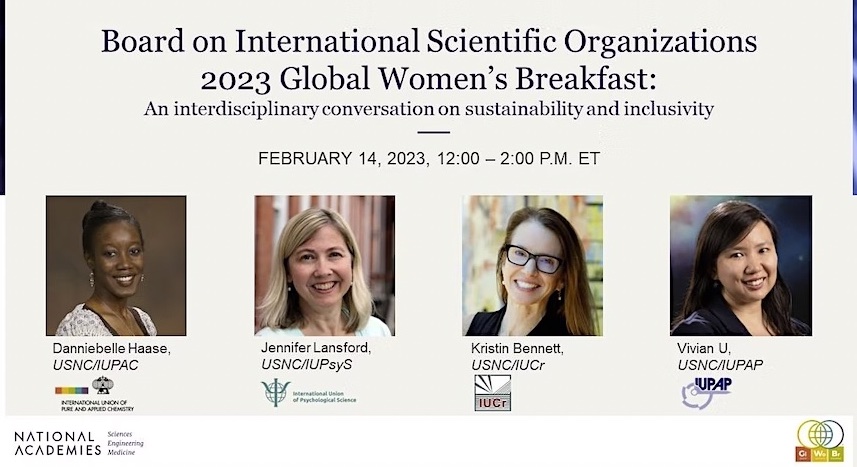 Board on International Scientific Organizations
2023 Global Women's Breakfast:
An interdisciplinary conversation on sustainability and inclusivity
FEBRUARY 14, 2023, 12:00 – 2:00 P.M. ET
Danniebelle Haase,
USNC/IUPAC
INTERNATIONAL UNION OF
PURE AND APPLIED CHEMISTRY
Jennifer Lansford,
USNC/IUPsyS
International Union
of Psychological Science
Kristin Bennett,
USNC/IUCr
IUCr
Vivian U,
USNC/IUPAP
IUPAP
NATIONAL
ACADEMIES
Sciences
Engineering
Medicine
Gl Wo Br